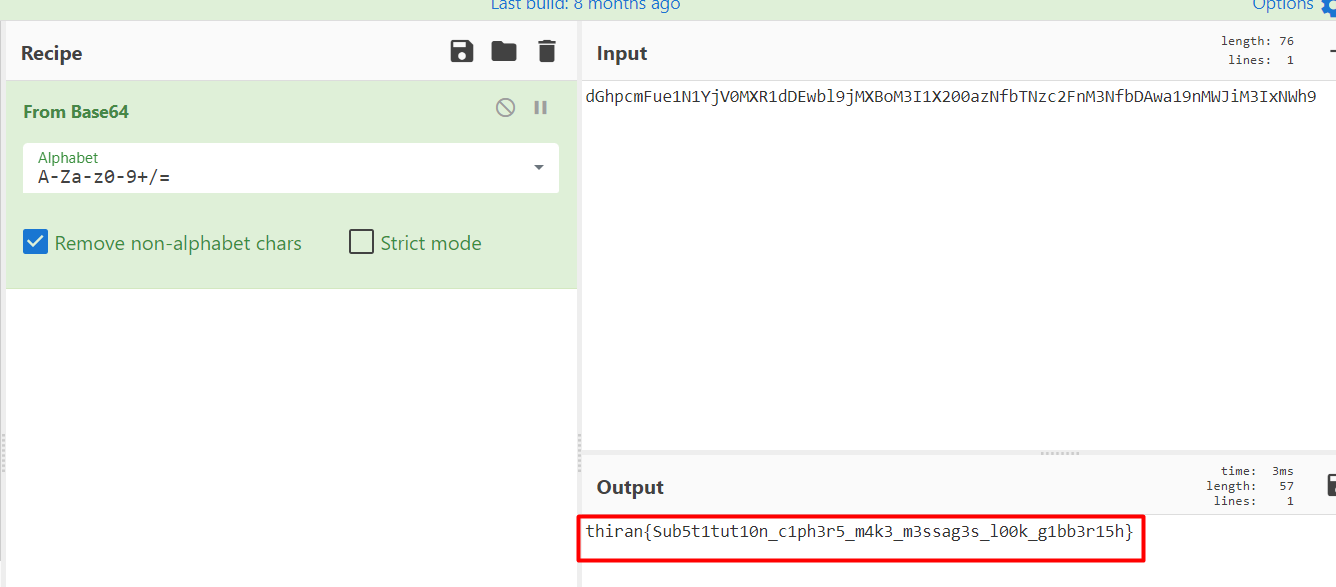 Last build: 8 months ago
Options
Recipe
Input
length: 76
lines: 1
From Base64
Alphabet
A-Za-z0-9+/=
Remove non-alphabet chars
Strict mode
dGhpcmFue1N1YjV0MXR1dDEwbl9jMXBoM3I1X200azNfbTNzc2FnM3NfbDAwa19nMWJiM3IxNWh9
Output
time: 3ms
length: 57
lines: 1
thiran{Sub5t1tut10n_c1ph3r5_m4k3_m3ssag3s_l00k_g1bb3r15h}